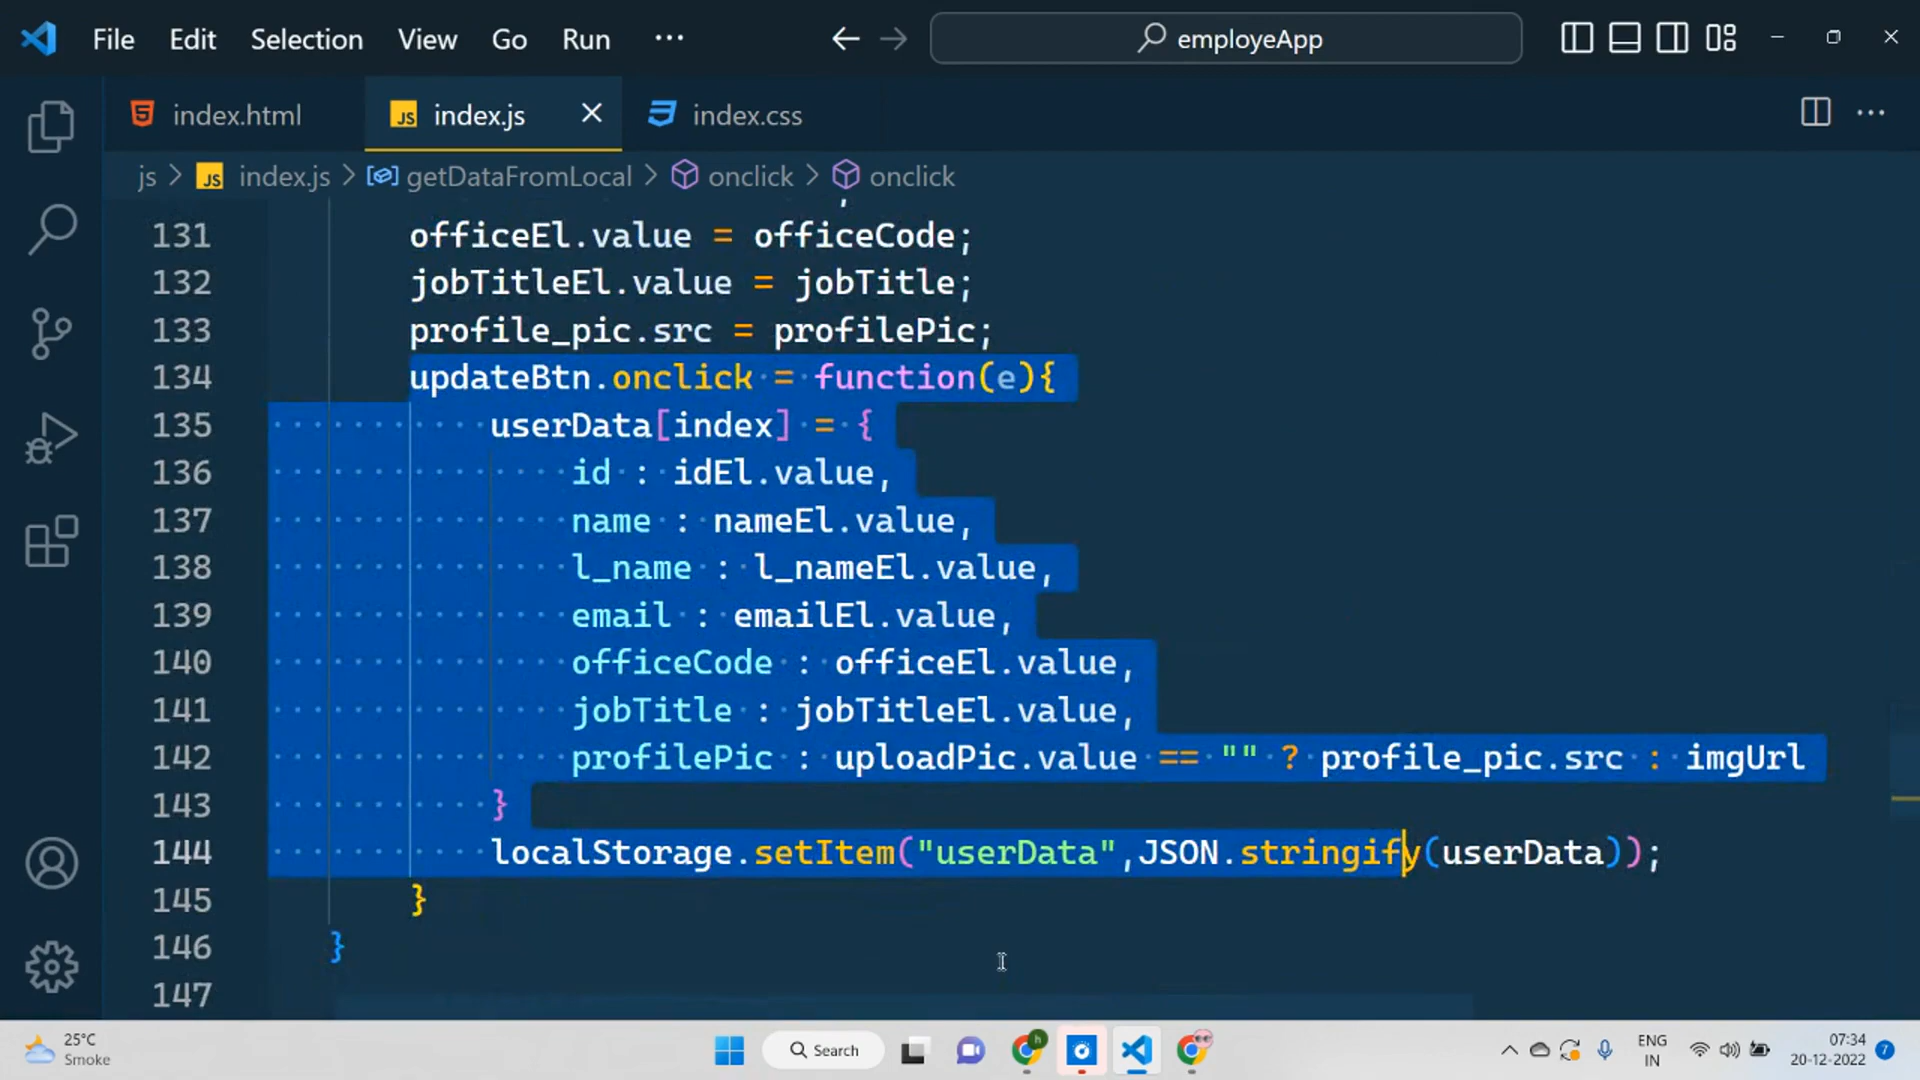 File Edit Selection View Go Run ··· employeApp
index.html index.js index.css
js > index.js > getDataFromLocal > onclick > onclick
131 officeEl.value = officeCode;
132 jobTitleEl.value = jobTitle;
133 profile_pic.src = profilePic;
134 updateBtn.onclick = function(e){
135 userData[index] = {
136 id : idEl.value,
137 name : nameEl.value,
138 l_name : l_nameEl.value,
139 email : emailEl.value,
140 officeCode : officeEl.value,
141 jobTitle : jobTitleEl.value,
142 profilePic : uploadPic.value == "" ? profile_pic.src : imgUrl
143 }
144 localStorage.setItem("userData",JSON.stringify(userData));
145 }
146 }
147
25°C
Smoke
Search
ENG
IN
07:34
20-12-2022
7